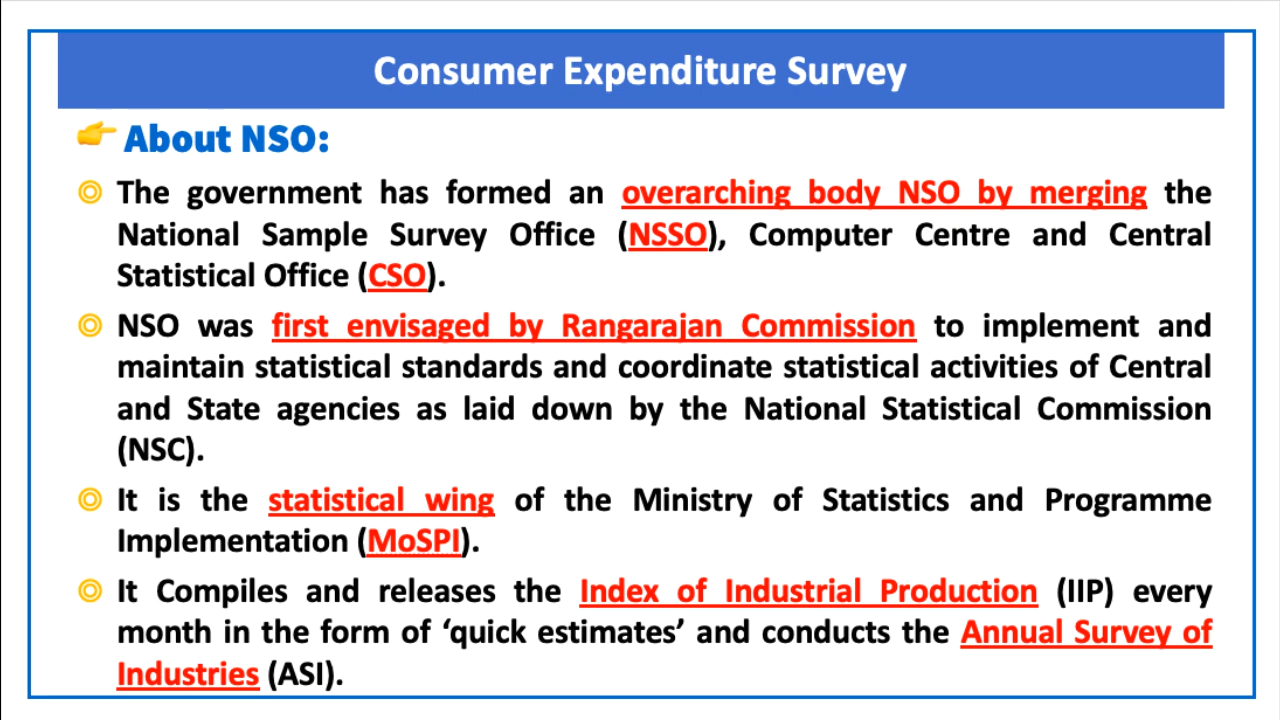 Consumer Expenditure Survey
About NSO:
The government has formed an overarching body NSO by merging the
National Sample Survey Office (NSSO), Computer Centre and Central
Statistical Office (CSO).
NSO was first envisaged by Rangarajan Commission to implement and
maintain statistical standards and coordinate statistical activities of Central
and State agencies as laid down by the National Statistical Commission
(NSC).
It is the statistical wing of the Ministry of Statistics and Programme
Implementation (MoSPI).
It Compiles and releases the Index of Industrial Production (IIP) every
month in the form of ‘quick estimates’ and conducts the Annual Survey of
Industries (ASI).